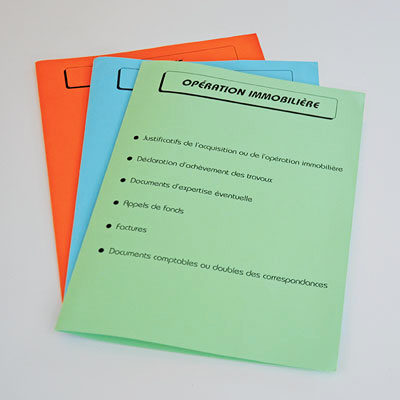 OPÉRATION IMMOBILIÈRE
● Justificatifs de l'acquisition ou de l'opération immobilière
● Déclaration d'achèvement des travaux
● Documents d'expertise éventuelle
● Appels de fonds
● Factures
● Documents comptables ou doubles des correspondances